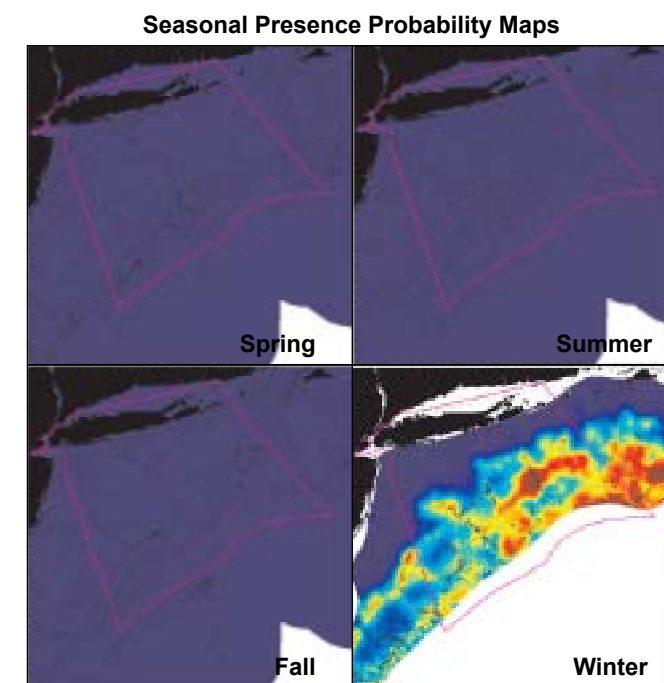 Seasonal Presence Probability Maps
Spring
Summer
Fall
Winter